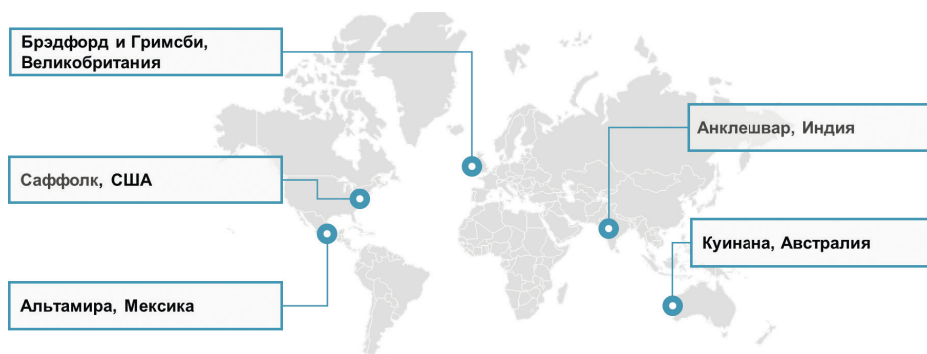 Брэдфорд и Гримсби,
Великобритания
Анклешвар, Индия
Саффолк, США
Куинана, Австралия
Альтамира, Мексика